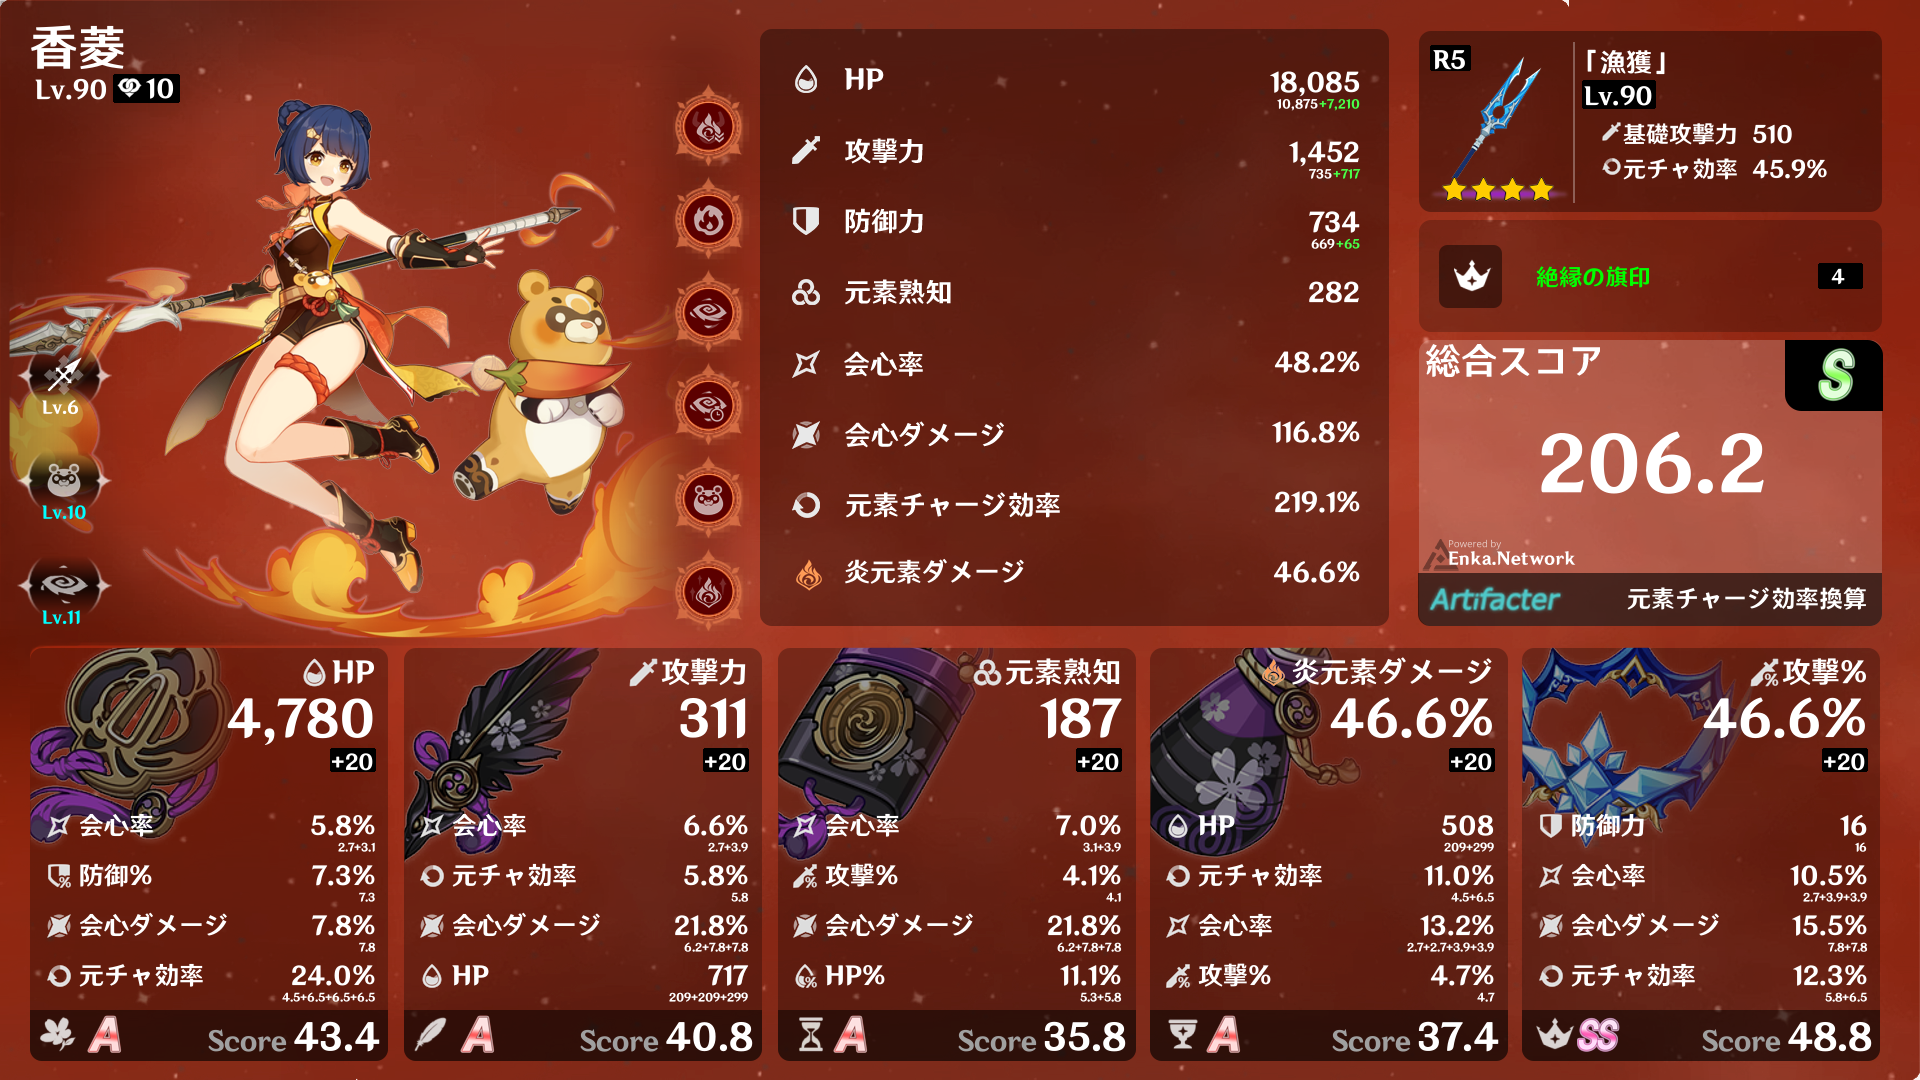 香菱
Lv.90 10
Lv.6
Lv.10
Lv.11
HP 18,085
10,875+7,210
攻撃力 1,452
735+717
防御力 734
669+65
元素熟知 282
会心率 48.2%
会心ダメージ 116.8%
元素チャージ効率 219.1%
炎元素ダメージ 46.6%
R5
「漁獲」
Lv.90
基礎攻撃力 510
元チャ効率 45.9%
絶縁の旗印 4
総合スコア S
206.2
Powered by
Enka.Network
Artifacter 元素チャージ効率換算
HP
4,780
+20
会心率 5.8%
2.7+3.1
防御% 7.3%
7.3
会心ダメージ 7.8%
7.8
元チャ効率 24.0%
4.5+6.5+6.5+6.5
A Score 43.4
攻撃力
311
+20
会心率 6.6%
2.7+3.9
元チャ効率 5.8%
5.8
会心ダメージ 21.8%
6.2+7.8+7.8
HP 717
209+209+299
A Score 40.8
元素熟知
187
+20
会心率 7.0%
3.1+3.9
攻撃% 4.1%
4.1
会心ダメージ 21.8%
6.2+7.8+7.8
HP% 11.1%
5.3+5.8
A Score 35.8
炎元素ダメージ
46.6%
+20
HP 508
209+299
元チャ効率 11.0%
4.5+6.5
会心率 13.2%
2.7+2.7+3.9+3.9
攻撃% 4.7%
4.7
A Score 37.4
攻撃%
46.6%
+20
防御力 16
16
会心率 10.5%
2.7+3.9+3.9
会心ダメージ 15.5%
7.8+7.8
元チャ効率 12.3%
5.8+6.5
SS Score 48.8